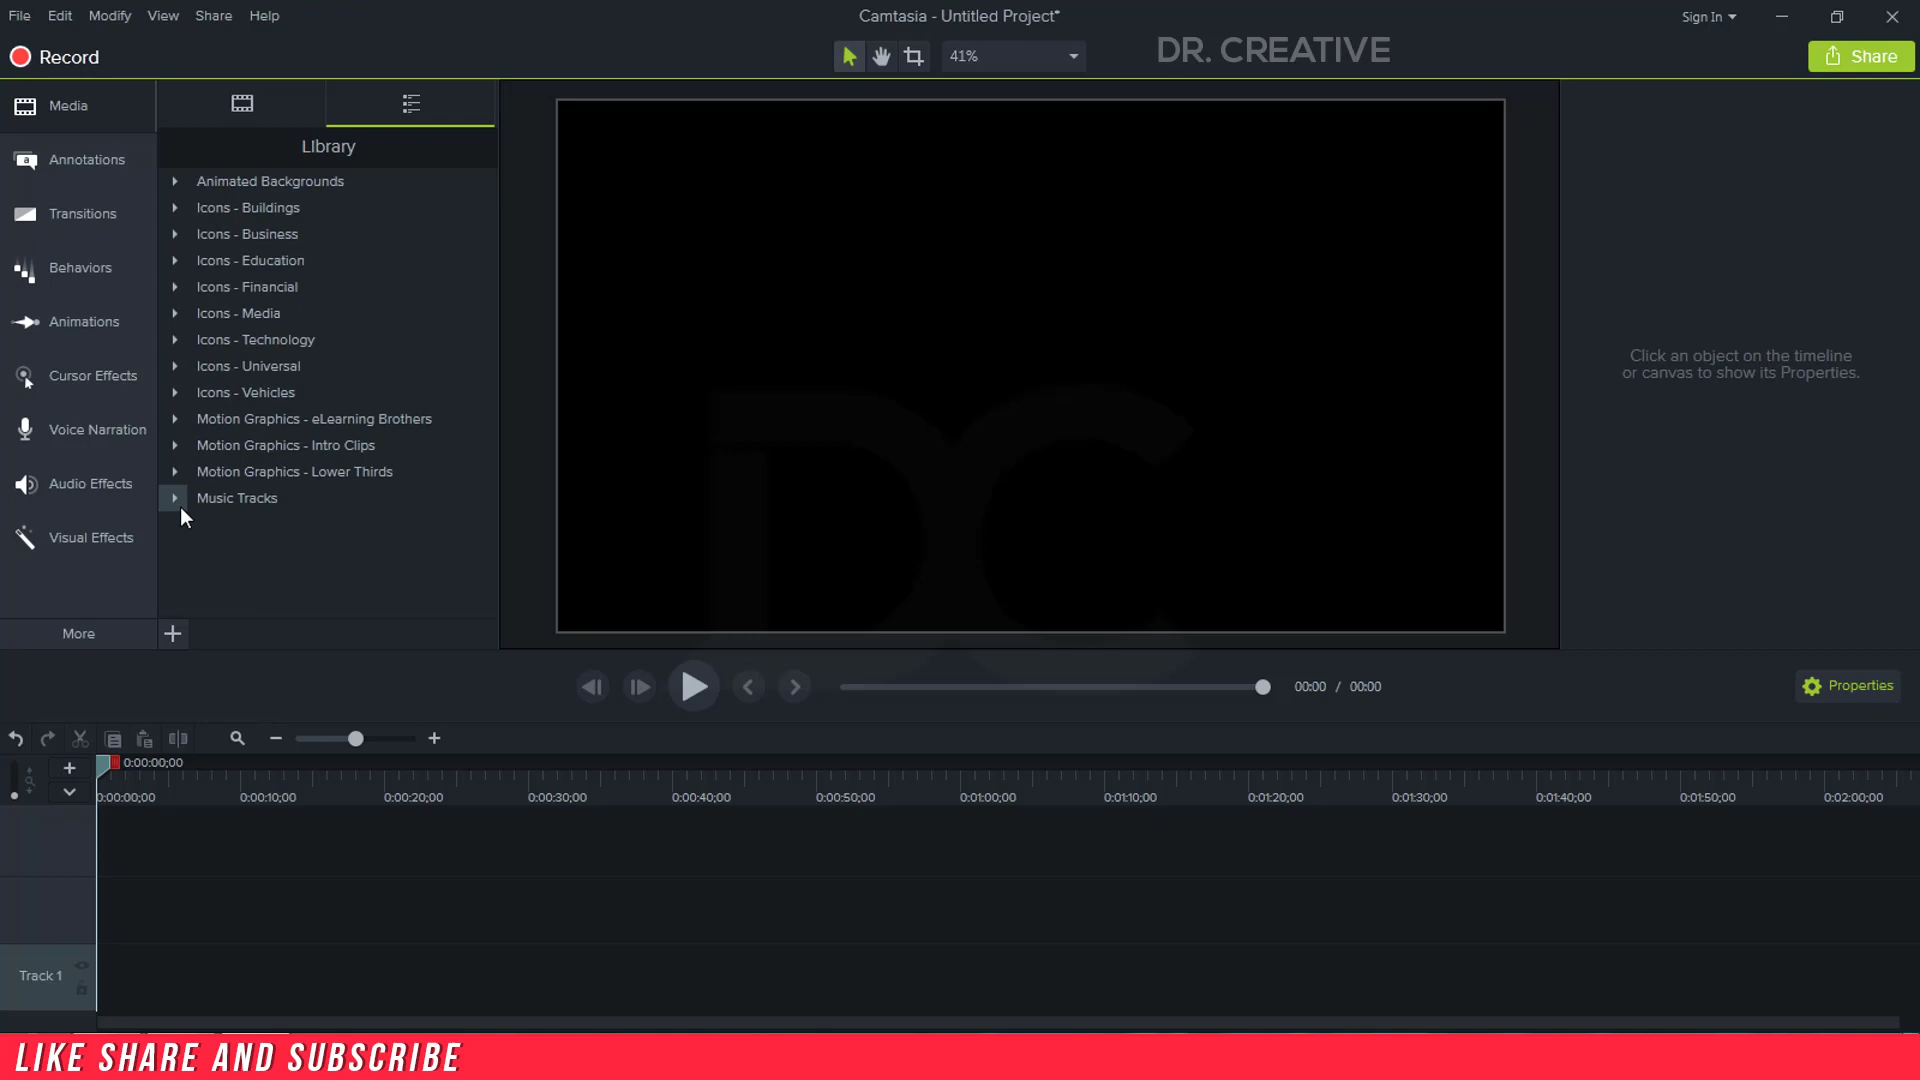 File Edit Modify View Share Help
Camtasia - Untitled Project*
Sign In
Record
41%
DR. CREATIVE
Share
Media
Annotations
Transitions
Behaviors
Animations
Cursor Effects
Voice Narration
Audio Effects
Visual Effects
More
LIbrary
Animated Backgrounds
Icons - Buildings
Icons - Business
Icons - Education
Icons - Financial
Icons - Media
Icons - Technology
Icons - Universal
Icons - Vehicles
Motion Graphics - eLearning Brothers
Motion Graphics - Intro Clips
Motion Graphics - Lower Thirds
Music Tracks
DC
Click an object on the timeline
or canvas to show its Properties.
00:00 / 00:00
Properties
0:00:00;00
0:00:00;00 0:00:10;00 0:00:20;00 0:00:30;00 0:00:40;00 0:00:50;00 0:01:00;00 0:01:10;00 0:01:20;00 0:01:30;00 0:01:40;00 0:01:50;00 0:02:00;00
Track 1
LIKE SHARE AND SUBSCRIBE